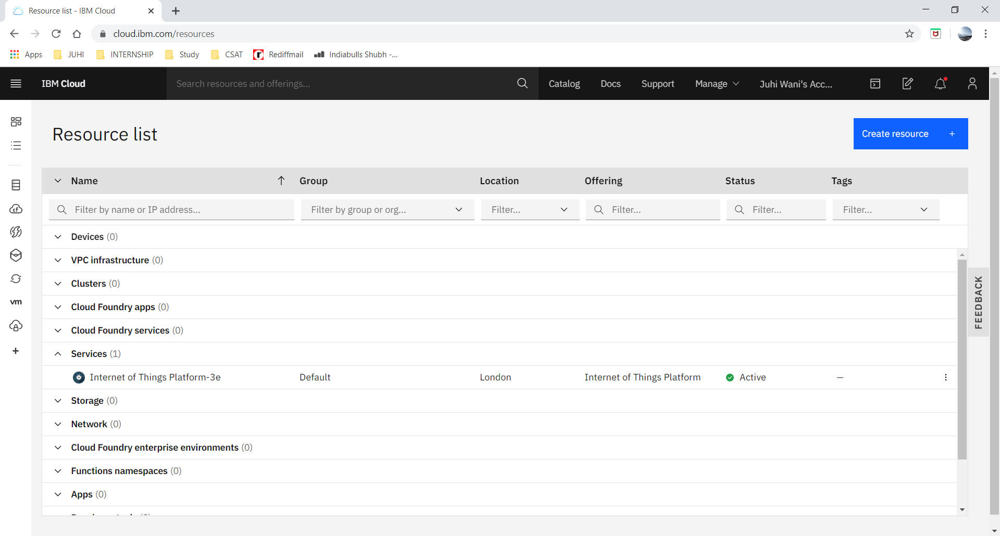 Resource list - IBM Cloud
cloud.ibm.com/resources
Apps JUHI INTERNSHIP Study CSAT Rediffmail Indiabulls Shubh -...
IBM Cloud Search resources and offerings... Catalog Docs Support Manage Juhi Wani's Acc...
Resource list
Create resource +
Name Group Location Offering Status Tags
Filter by name or IP address... Filter by group or org... Filter... Filter... Filter... Filter...
Devices (0)
VPC infrastructure (0)
Clusters (0)
Cloud Foundry apps (0)
Cloud Foundry services (0)
Services (1)
Internet of Things Platform-3e Default London Internet of Things Platform Active —
Storage (0)
Network (0)
Cloud Foundry enterprise environments (0)
Functions namespaces (0)
Apps (0)
cf
vm
FEEDBACK